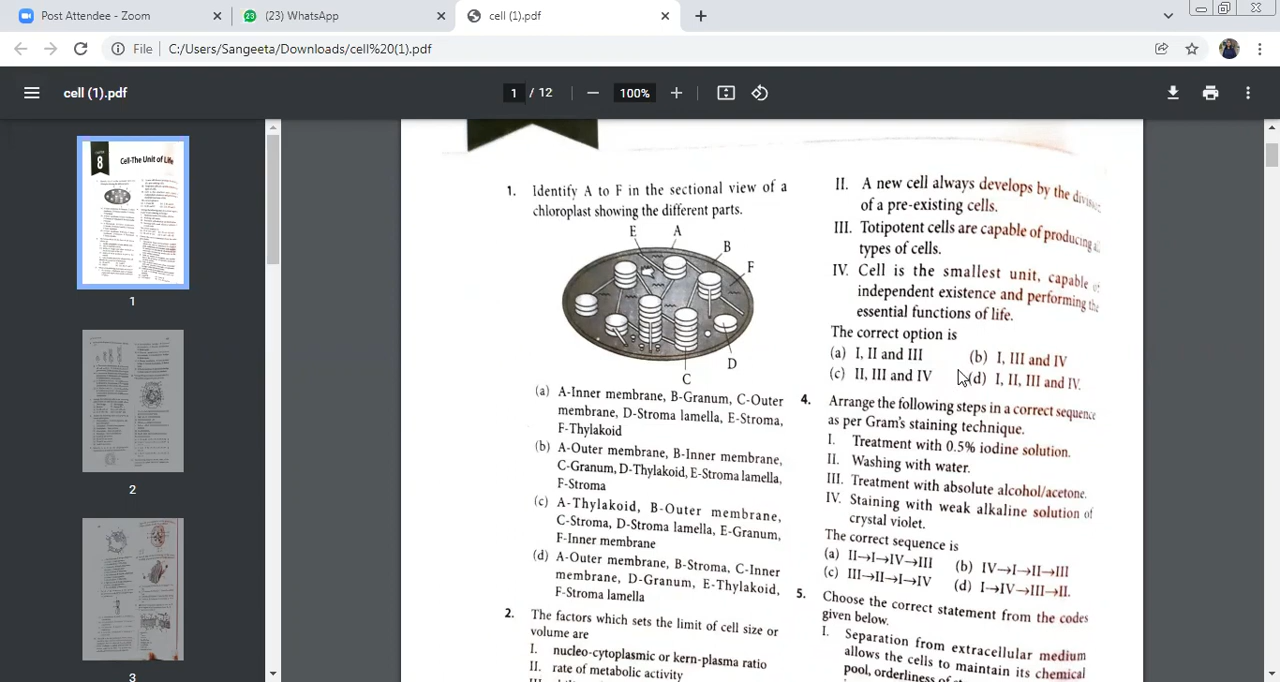 Post Attendee - Zoom
(23) WhatsApp
cell (1).pdf
File
C:/Users/Sangeeta/Downloads/cell%20(1).pdf
cell (1).pdf
1 / 12
100%
8
Cell-The Unit of Life
1
2
3
1. Identify A to F in the sectional view of a
chloroplast showing the different parts.
E
A
B
F
D
C
(a) A-Inner membrane, B-Granum, C-Outer
membrane, D-Stroma lamella, E-Stroma,
F-Thylakoid
(b) A-Outer membrane, B-Inner membrane,
C-Granum, D-Thylakoid, E-Stroma lamella,
F-Stroma
(c) A-Thylakoid, B-Outer membrane,
C-Stroma, D-Stroma lamella, E-Granum,
F-Inner membrane
(d) A-Outer membrane, B-Stroma, C-Inner
membrane, D-Granum, E-Thylakoid,
F-Stroma lamella
2. The factors which sets the limit of cell size or
volume are
I. nucleo-cytoplasmic or kern-plasma ratio
II. rate of metabolic activity
II. A new cell always develops by the
of a pre-existing cells.
III. Totipotent cells are capable of producing
types of cells.
IV. Cell is the smallest unit, capable of
independent existence and performing the
essential functions of life.
The correct option is
(a) I, II and III (b) I, III and IV
(c) II, III and IV (d) I, II, III and IV.
4. Arrange the following steps in a correct sequence
as per Gram's staining technique.
I. Treatment with 0.5% iodine solution.
II. Washing with water.
III. Treatment with absolute alcohol/acetone.
IV. Staining with weak alkaline solution of
crystal violet.
The correct sequence is
(a) II→I→IV→III (b) IV→I→II→III
(c) III→II→I→IV (d) I→IV→III→II.
5. Choose the correct statement from the codes
given below.
I. Separation from extracellular medium
allows the cells to maintain its chemical
pool, orderliness of